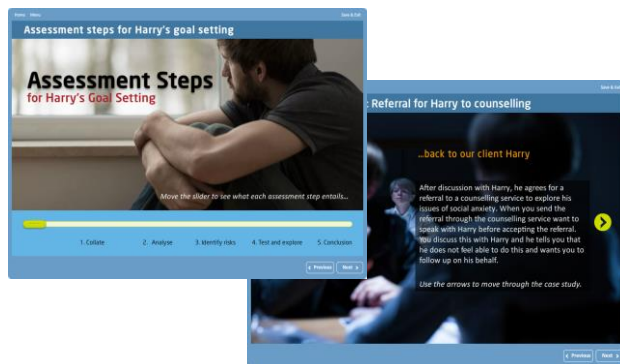 Home Menu Save & Exit
Assessment steps for Harry's goal setting
Assessment Steps
for Harry's Goal Setting
Move the slider to see what each assessment step entails...
1. Collate 2. Analyse 3. Identify risks 4. Test and explore 5. Conclusion
Previous Next
Save & Exit
: Referral for Harry to counselling
...back to our client Harry
After discussion with Harry, he agrees for a
referral to a counselling service to explore his
issues of social anxiety. When you send the
referral through the counselling service want to
speak with Harry before accepting the referral.
You discuss this with Harry and he tells you that
he does not feel able to do this and wants you to
follow up on his behalf.
Use the arrows to move through the case study.
Previous Next